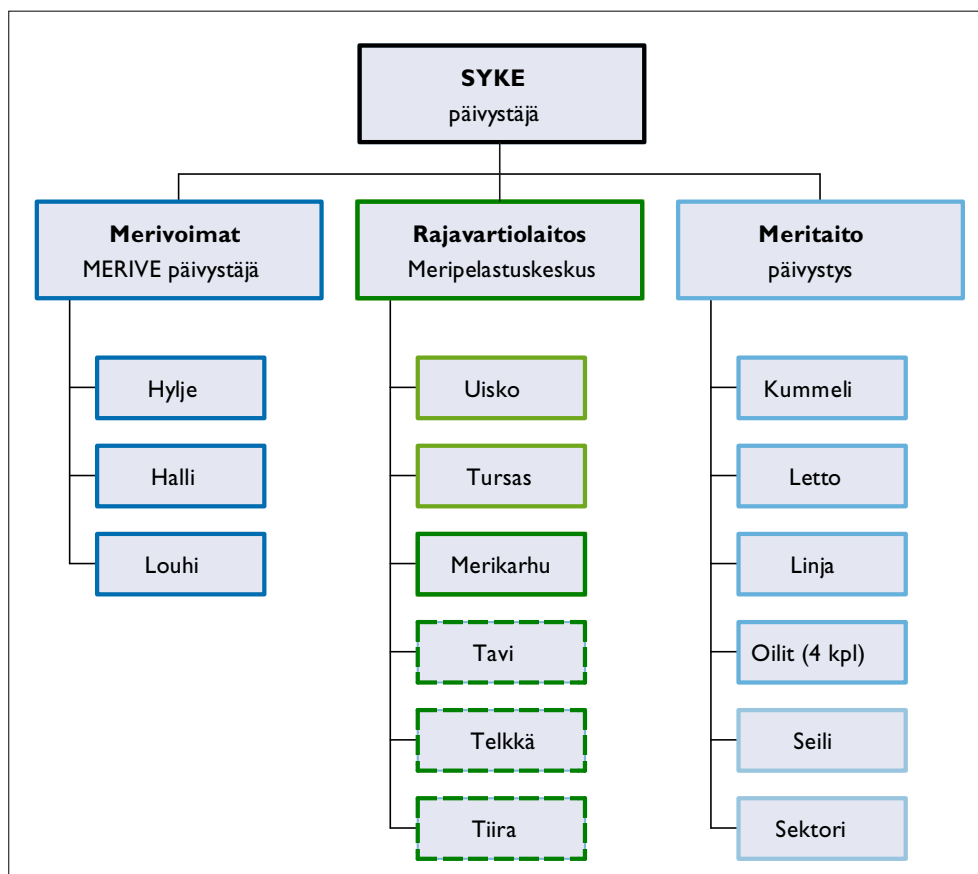 SYKE
päivystäjä
Merivoimat
MERIVE päivystäjä
Hylje
Halli
Louhi
Rajavartiolaitos
Meripelastuskeskus
Uisko
Tursas
Merikarhu
Tavi
Telkkä
Tiira
Meritaito
päivystys
Kummeli
Letto
Linja
Oilit (4 kpl)
Seili
Sektori